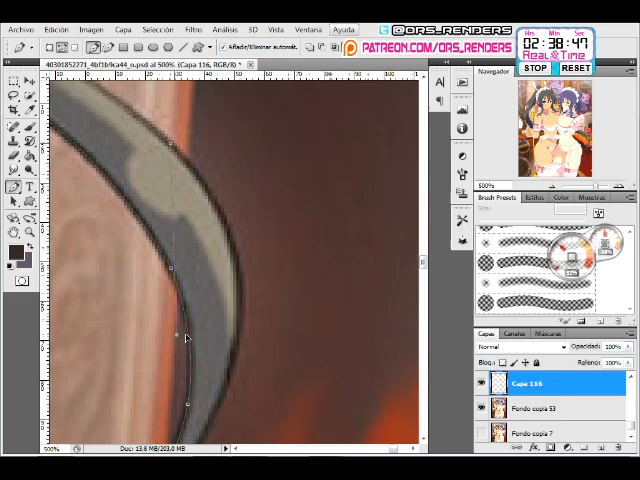 Archivo Edición Imagen Capa Selección Filtro Análisis 3D Vista Ventana Ayuda
@ORS_RENDERS
PATREON.COM/ORS_RENDERS
Añadir/Eliminar automát.
Hrs Min Sec
02:38:47
Real Time
STOP RESET
40301852271_4bf1b9ca44_o.psd al 500% (Capa 116, RGB/8) *
Navegador
500%
Brush Presets Estilos Color Muestras
Capas Canales Máscaras
Normal Opacidad: 100%
Bloq.: Relleno: 100%
Capa 116
Fondo copia 53
Fondo copia 7
500% Doc: 13.8 MB/203.0 MB